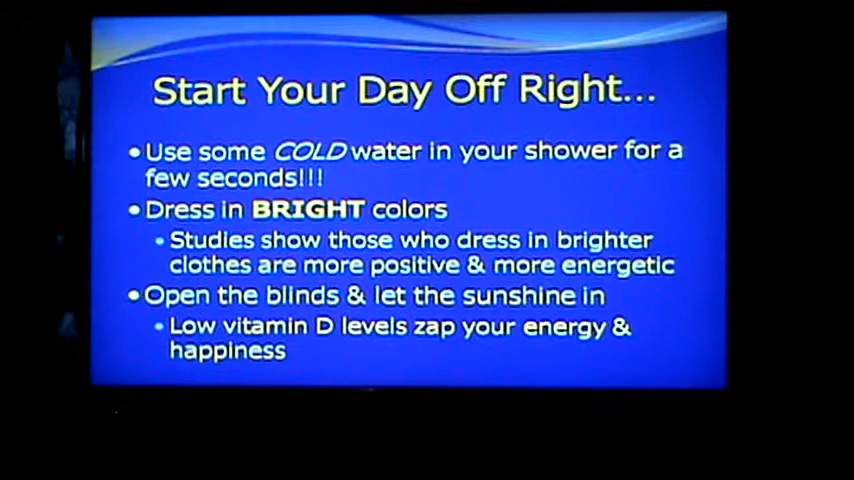 Start Your Day Off Right...
•Use some COLD water in your shower for a
few seconds!!!
•Dress in BRIGHT colors
•Studies show those who dress in brighter
clothes are more positive & more energetic
•Open the blinds & let the sunshine in
•Low vitamin D levels zap your energy &
happiness